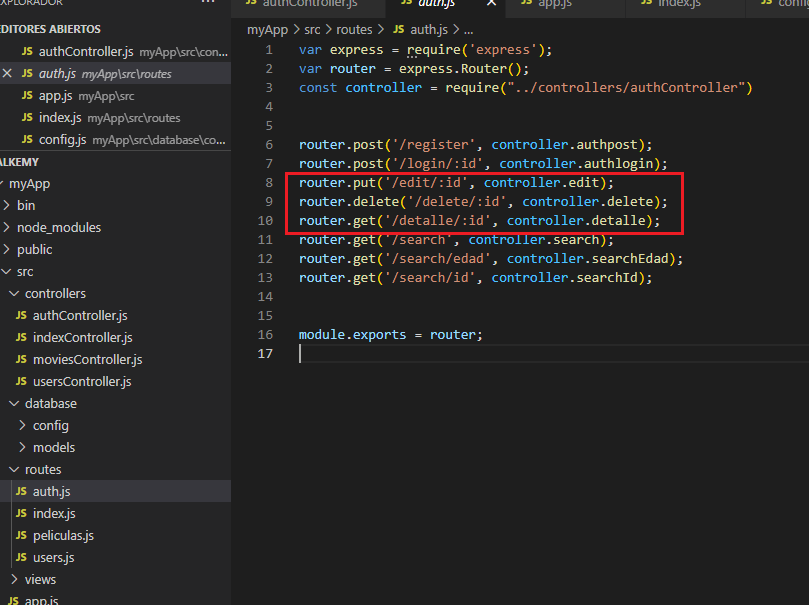 XPLORADOR ...
EDITORES ABIERTOS
JS authController.js myApp\src\con...
JS auth.js myApp\src\routes
JS app.js myApp\src
JS index.js myApp\src\routes
JS config.js myApp\src\database\co...
ALKEMY
myApp
bin
node_modules
public
src
controllers
JS authController.js
JS indexController.js
JS moviesController.js
JS usersController.js
database
config
models
routes
JS auth.js
JS index.js
JS peliculas.js
JS users.js
views
JS app.js
JS authController.js JS auth.js JS app.js JS index.js JS config
myApp > src > routes > JS auth.js > ...
1 var express = require('express');
2 var router = express.Router();
3 const controller = require("../controllers/authController")
4
5
6 router.post('/register', controller.authpost);
7 router.post('/login/:id', controller.authlogin);
8 router.put('/edit/:id', controller.edit);
9 router.delete('/delete/:id', controller.delete);
10 router.get('/detalle/:id', controller.detalle);
11 router.get('/search', controller.search);
12 router.get('/search/edad', controller.searchEdad);
13 router.get('/search/id', controller.searchId);
14
15
16 module.exports = router;
17